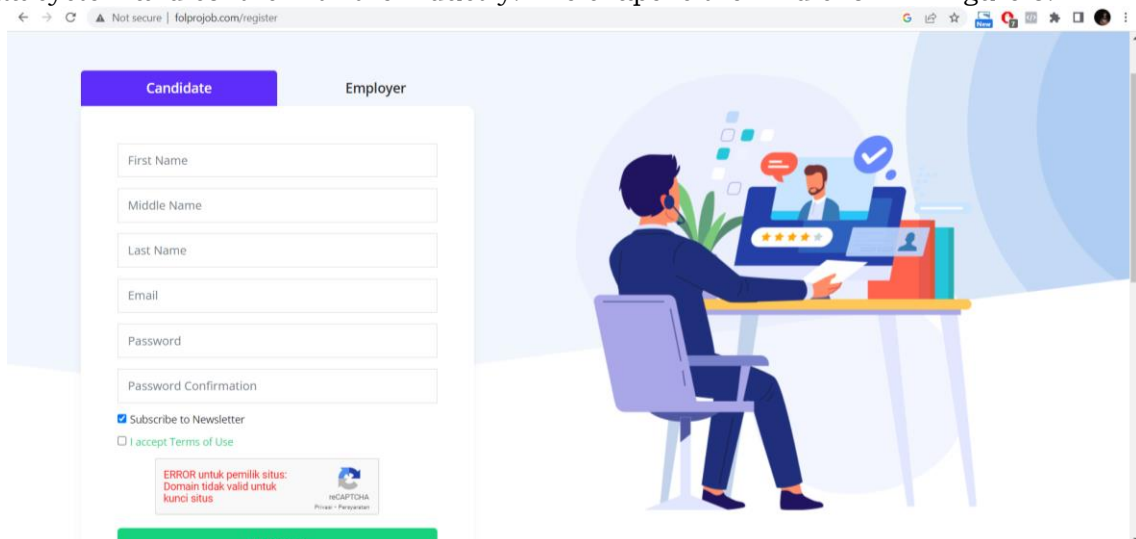 Not secure | folprojob.com/register
New
Candidate
Employer
First Name
Middle Name
Last Name
Email
Password
Password Confirmation
Subscribe to Newsletter
I accept Terms of Use
ERROR untuk pemilik situs:
Domain tidak valid untuk
kunci situs
reCAPTCHA
Privasi - Persyaratan